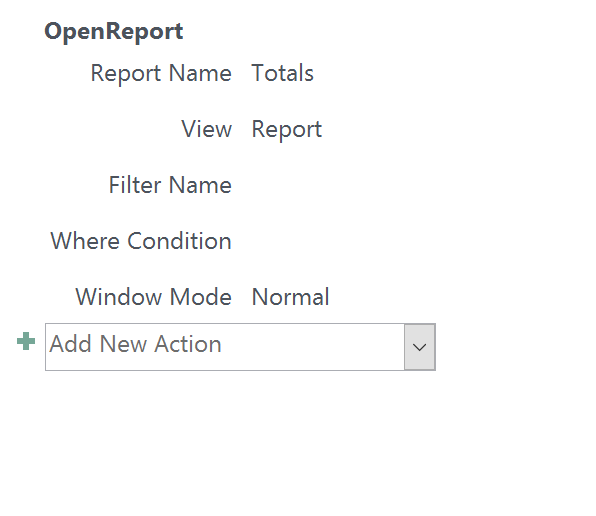 OpenReport
Report Name Totals
View Report
Filter Name
Where Condition
Window Mode Normal
Add New Action